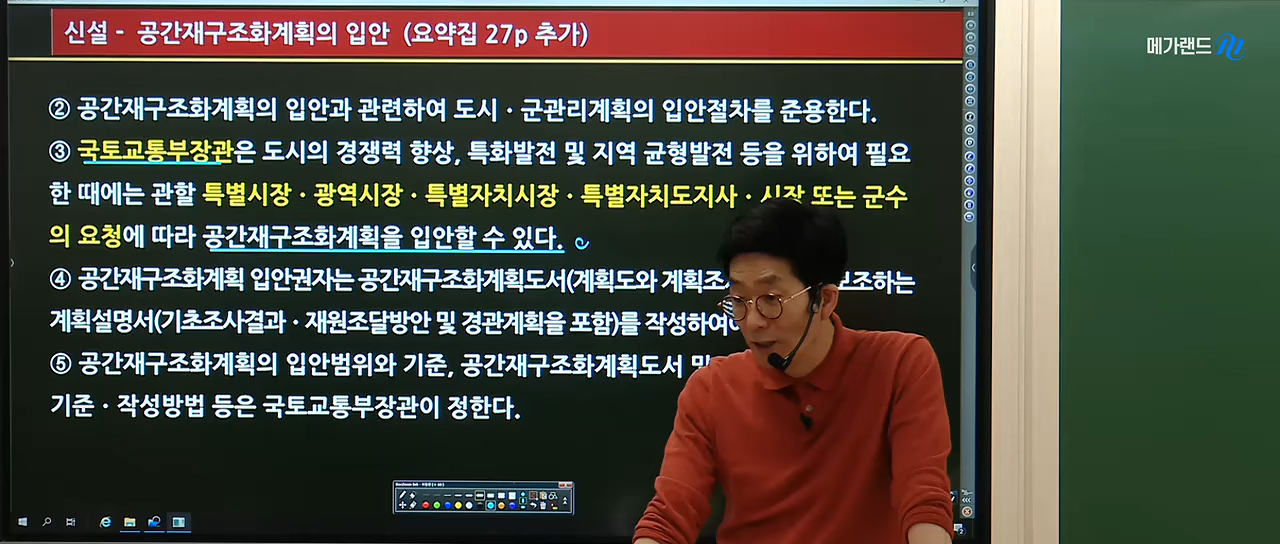 신설 - 공간재구조화계획의 입안 (요약집 27p 추가)
메가랜드
② 공간재구조화계획의 입안과 관련하여 도시·군관리계획의 입안절차를 준용한다.
③ 국토교통부장관은 도시의 경쟁력 향상, 특화발전 및 지역 균형발전 등을 위하여 필요
한 때에는 관할 특별시장·광역시장·특별자치시장·특별자치도지사·시장 또는 군수
의 요청에 따라 공간재구조화계획을 입안할 수 있다.
④ 공간재구조화계획 입안권자는 공간재구조화계획도서(계획도와 계획조 보조하는
계획설명서(기초조사결과·재원조달방안 및 경관계획을 포함)를 작성하여
⑤ 공간재구조화계획의 입안범위와 기준, 공간재구조화계획도서 및
기준·작성방법 등은 국토교통부장관이 정한다.